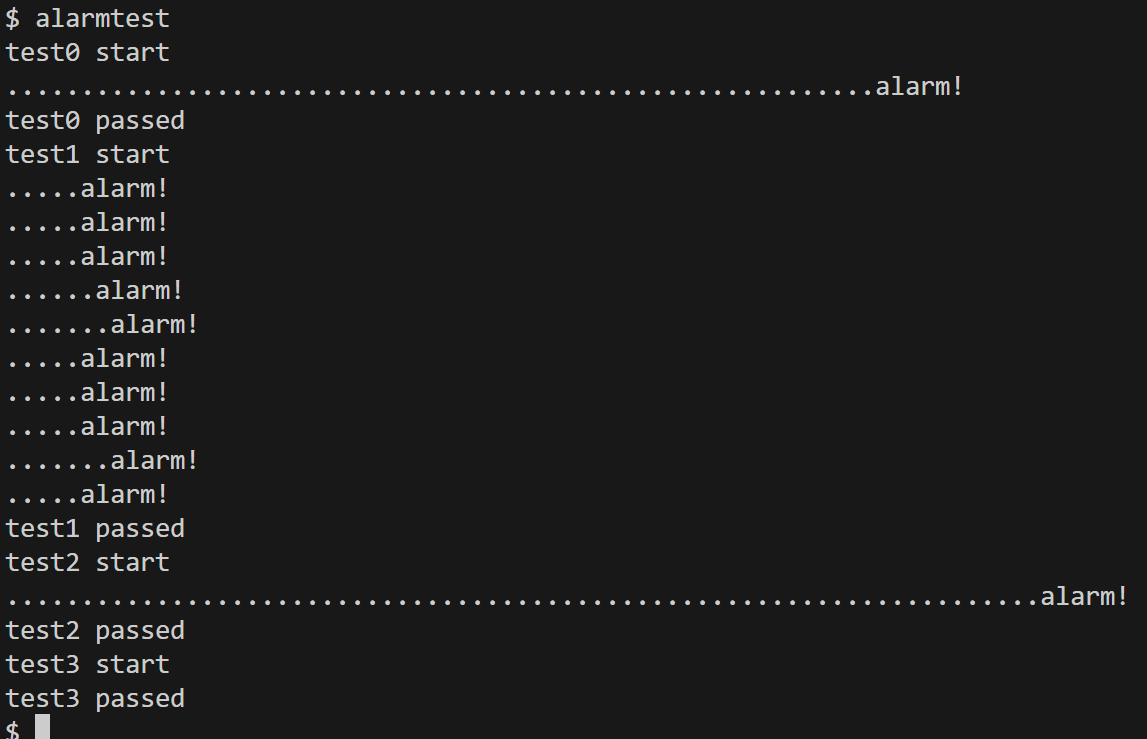 $ alarmtest
test0 start
..........................................................alarm!
test0 passed
test1 start
.....alarm!
.....alarm!
.....alarm!
......alarm!
.......alarm!
.....alarm!
.....alarm!
.....alarm!
.......alarm!
.....alarm!
test1 passed
test2 start
.....................................................................alarm!
test2 passed
test3 start
test3 passed
$